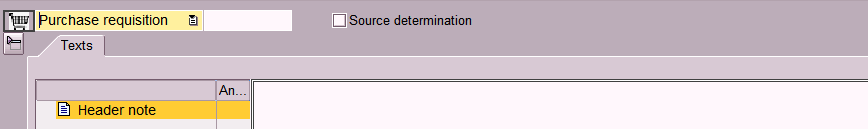 Purchase requisition
Source determination
Texts
An...
Header note